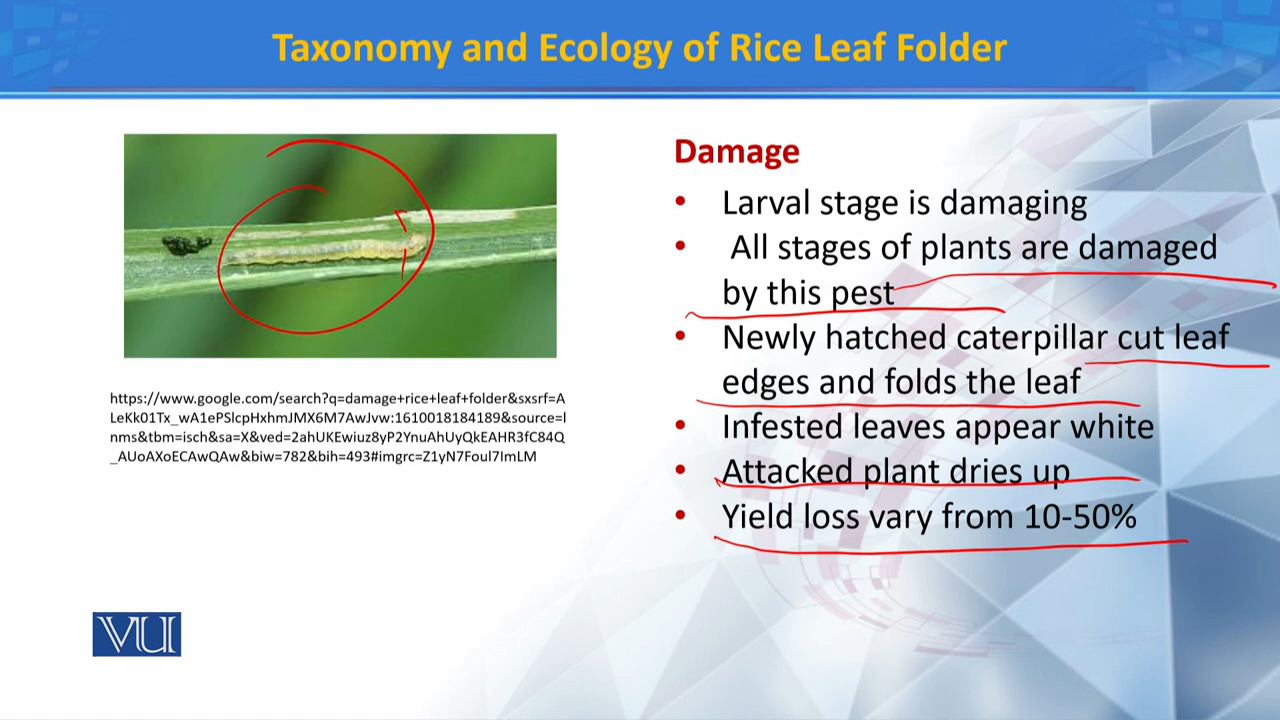 Taxonomy and Ecology of Rice Leaf Folder
Damage
• Larval stage is damaging
• All stages of plants are damaged
by this pest
• Newly hatched caterpillar cut leaf
edges and folds the leaf
• Infested leaves appear white
• Attacked plant dries up
• Yield loss vary from 10-50%
https://www.google.com/search?q=damage+rice+leaf+folder&sxsrf=A
LeKk01Tx_wA1ePSlcpHxhmJMX6M7AwJvw:1610018184189&source=l
nms&tbm=isch&sa=X&ved=2ahUKEwiuz8yP2YnuAhUyQkEAHR3fC84Q
_AUoAXoECAwQAw&biw=782&bih=493#imgrc=Z1yN7Foul7ImLM
VU